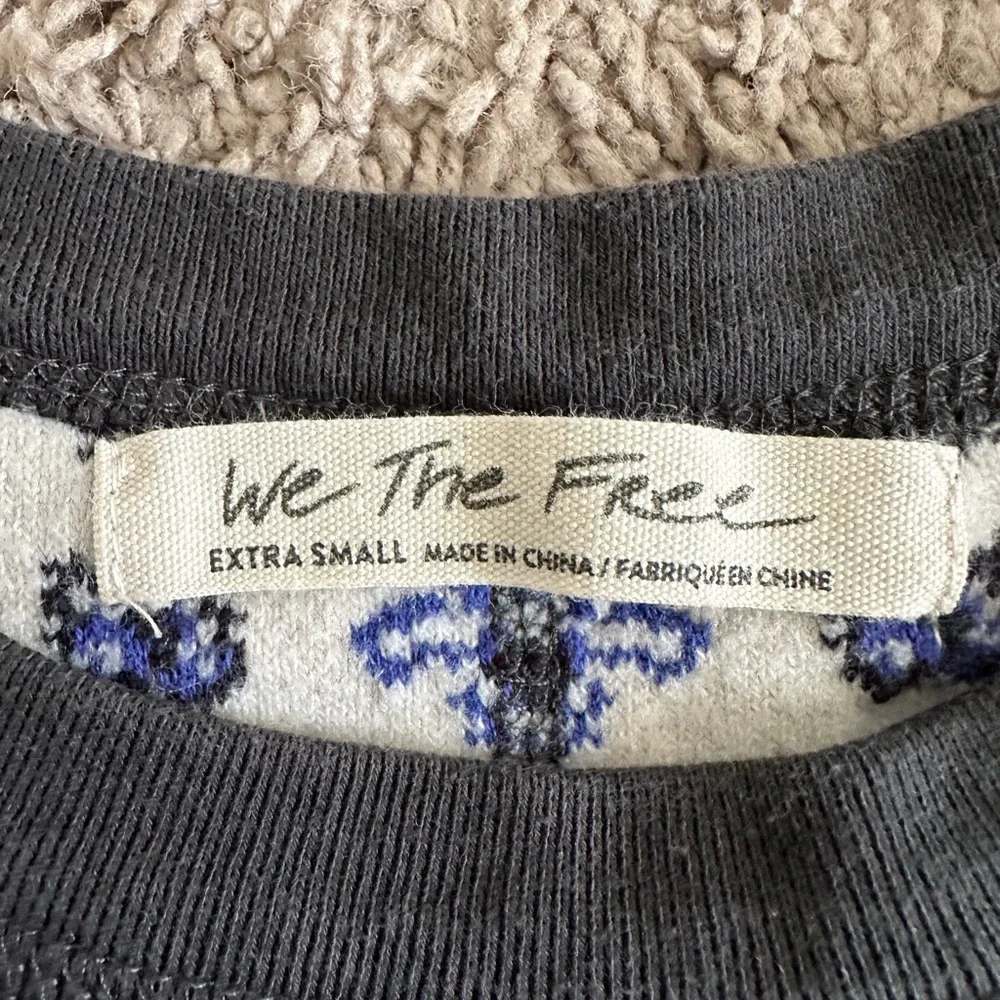 We The Free
EXTRA SMALL MADE IN CHINA / FABRIQUÉ EN CHINE